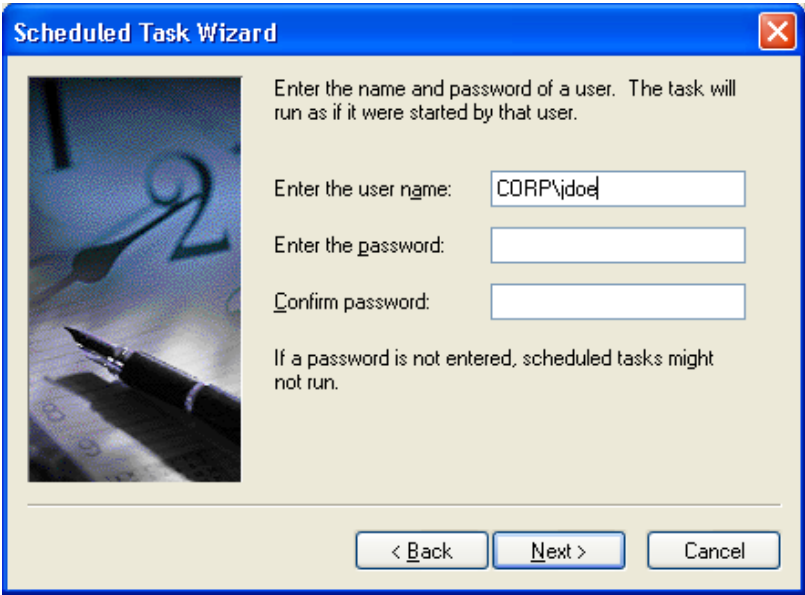 Scheduled Task Wizard
Enter the name and password of a user. The task will
run as if it were started by that user.
Enter the user name: CORP\jdoe
Enter the password:
Confirm password:
If a password is not entered, scheduled tasks might
not run.
< Back Next > Cancel